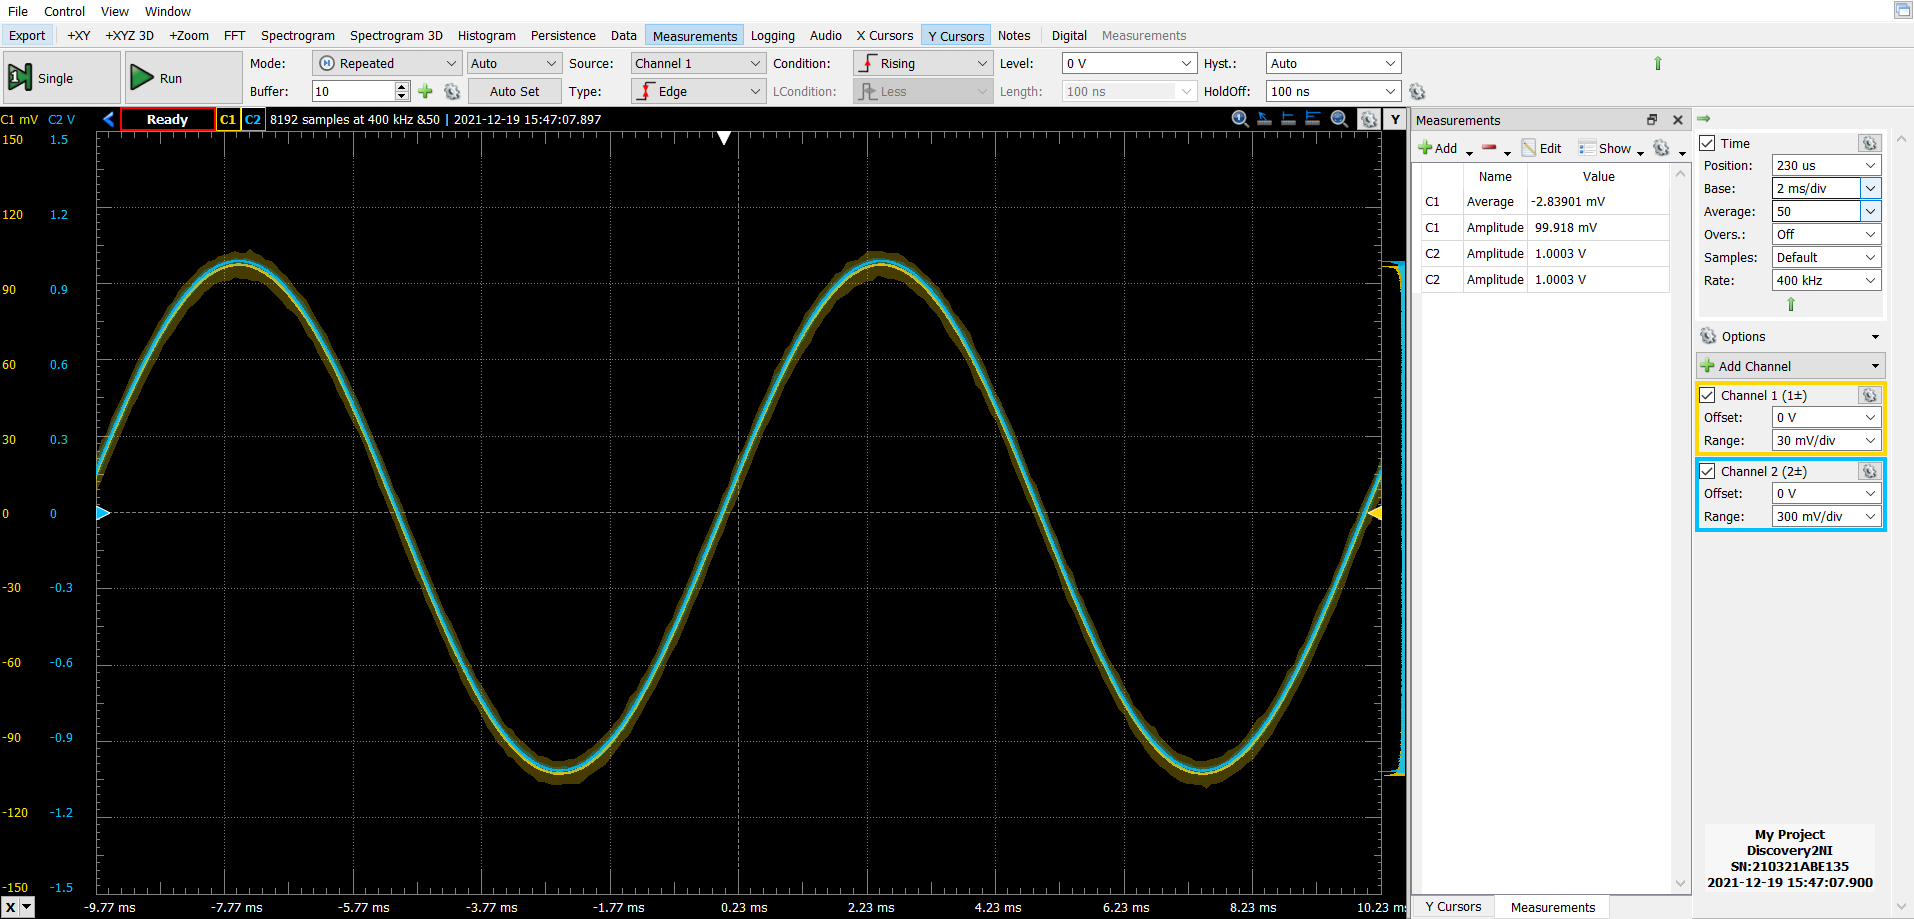 File Control View Window
Export +XY +XYZ 3D +Zoom FFT Spectrogram Spectrogram 3D Histogram Persistence Data Measurements Logging Audio X Cursors Y Cursors Notes Digital Measurements
Single Run Mode: Repeated Auto Source: Channel 1 Condition: Rising Level: 0 V Hyst.: Auto
Buffer: 10 Auto Set Type: Edge LCondition: Less Length: 100 ns HoldOff: 100 ns
C1 mV C2 V Ready C1 C2 8192 samples at 400 kHz &50 | 2021-12-19 15:47:07.897 Y
150 1.5
120 1.2
90 0.9
60 0.6
30 0.3
0 0
-30 -0.3
-60 -0.6
-90 -0.9
-120 -1.2
-150 -1.5
X -9.77 ms -7.77 ms -5.77 ms -3.77 ms -1.77 ms 0.23 ms 2.23 ms 4.23 ms 6.23 ms 8.23 ms 10.23 ms
Measurements
Add Edit Show
Name Value
C1 Average -2.83901 mV
C1 Amplitude 99.918 mV
C2 Amplitude 1.0003 V
C2 Amplitude 1.0003 V
Y Cursors Measurements
Time
Position: 230 us
Base: 2 ms/div
Average: 50
Overs.: Off
Samples: Default
Rate: 400 kHz
Options
Add Channel
Channel 1 (1±)
Offset: 0 V
Range: 30 mV/div
Channel 2 (2±)
Offset: 0 V
Range: 300 mV/div
My Project
Discovery2NI
SN:210321ABE135
2021-12-19 15:47:07.900